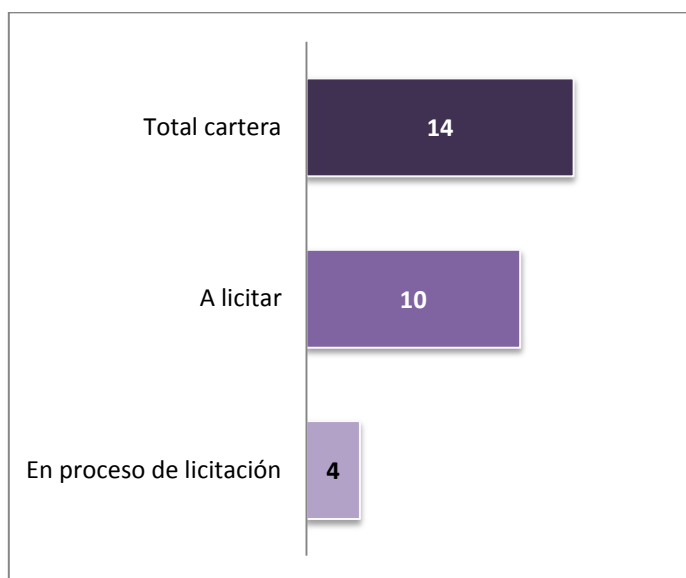 Total cartera
14
A licitar
10
En proceso de licitación
4